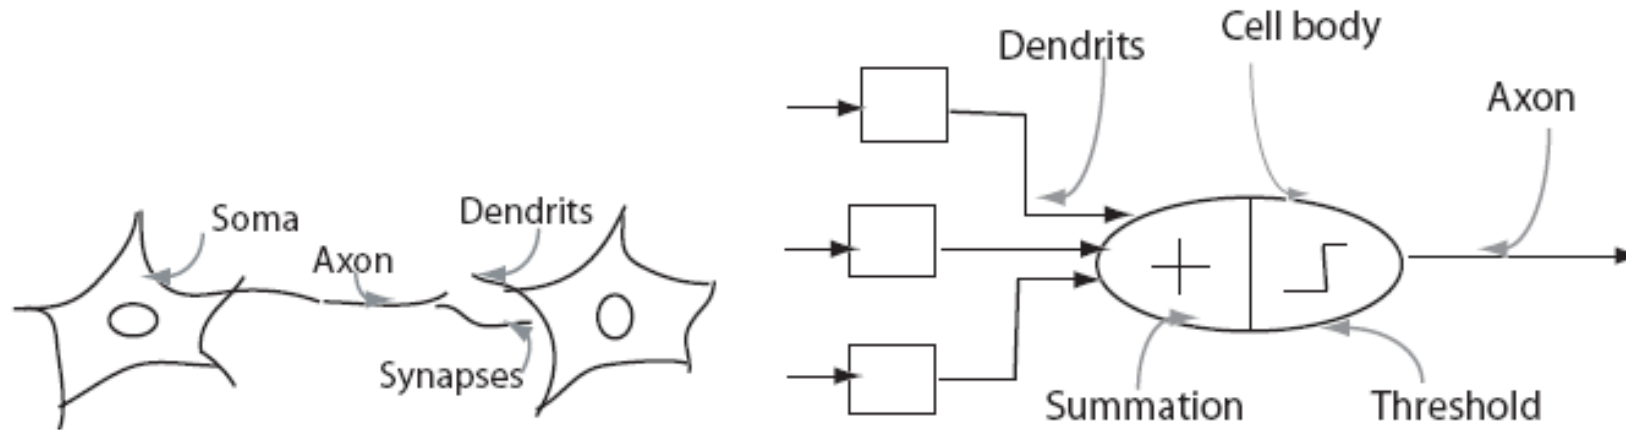 Soma
Axon
Dendrits
Synapses
Dendrits
Cell body
Axon
Summation
Threshold